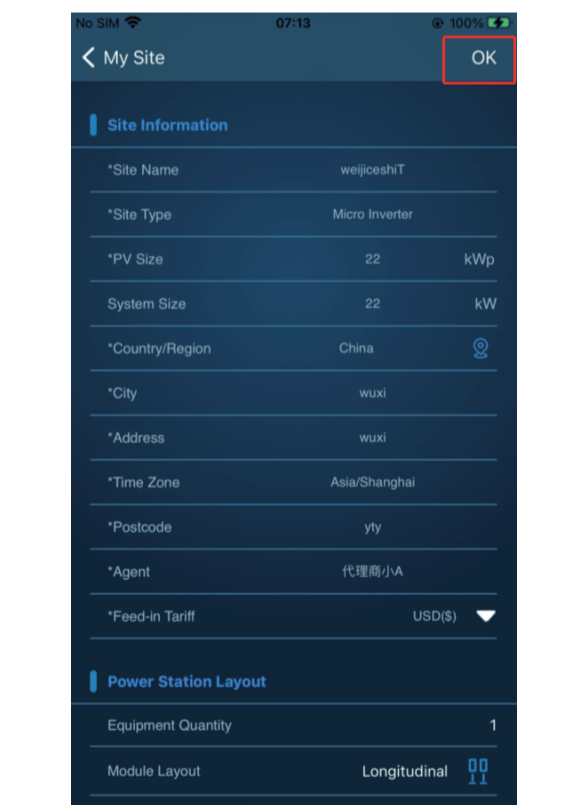 No SIM 07:13 100%
My Site OK
Site Information
*Site Name weijiceshiT
*Site Type Micro Inverter
*PV Size 22 kWp
System Size 22 kW
*Country/Region China
*City wuxi
*Address wuxi
*Time Zone Asia/Shanghai
*Postcode yty
*Agent 代理商小A
*Feed-in Tariff USD($)
Power Station Layout
Equipment Quantity 1
Module Layout Longitudinal